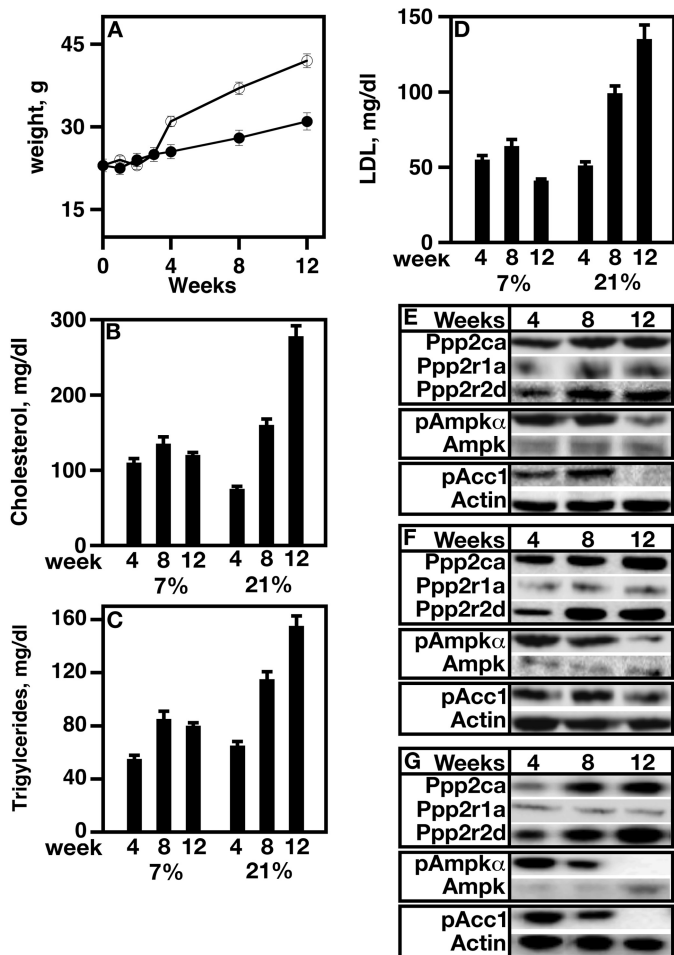 A
weight, g
45
30
15
0 4 8 12
Weeks
B
Cholesterol, mg/dl
300
200
100
0
week 4 8 12 4 8 12
7% 21%
C
Trigylcerides, mg/dl
160
120
80
40
0
week 4 8 12 4 8 12
7% 21%
D
LDL, mg/dl
150
100
50
0
week 4 8 12 4 8 12
7% 21%
E Weeks 4 8 12
Ppp2ca
Ppp2r1a
Ppp2r2d
pAmpkα
Ampk
pAcc1
Actin
F Weeks 4 8 12
Ppp2ca
Ppp2r1a
Ppp2r2d
pAmpkα
Ampk
pAcc1
Actin
G Weeks 4 8 12
Ppp2ca
Ppp2r1a
Ppp2r2d
pAmpkα
Ampk
pAcc1
Actin